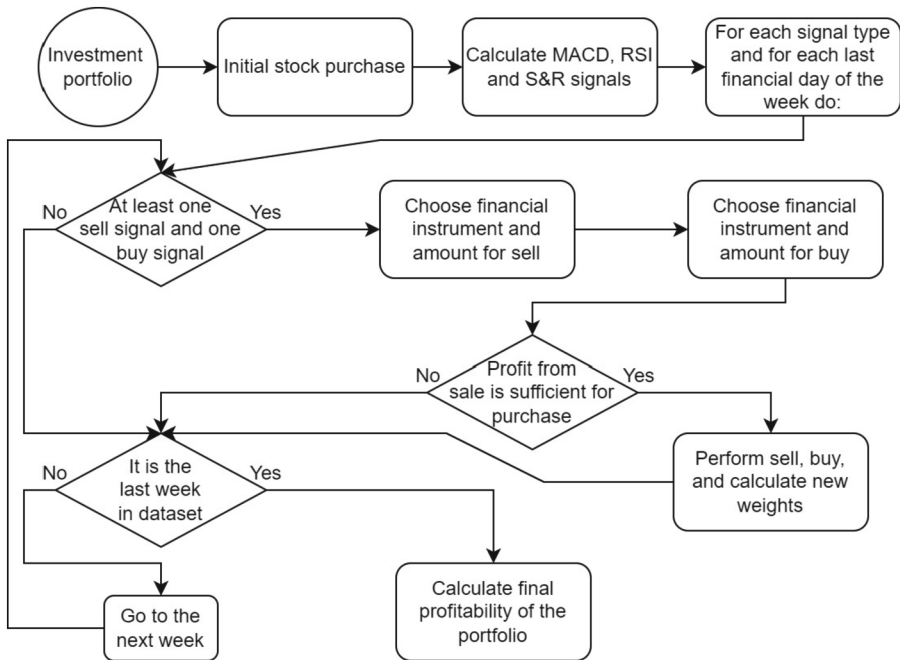 Investment
portfolio
Initial stock purchase
Calculate MACD, RSI
and S&R signals
For each signal type
and for each last
financial day of the
week do:
No
At least one
sell signal and one
buy signal
Yes
Choose financial
instrument and
amount for sell
Choose financial
instrument and
amount for buy
No
Profit from
sale is sufficient for
purchase
Yes
No
It is the
last week
in dataset
Yes
Perform sell, buy,
and calculate new
weights
Go to the
next week
Calculate final
profitability of the
portfolio